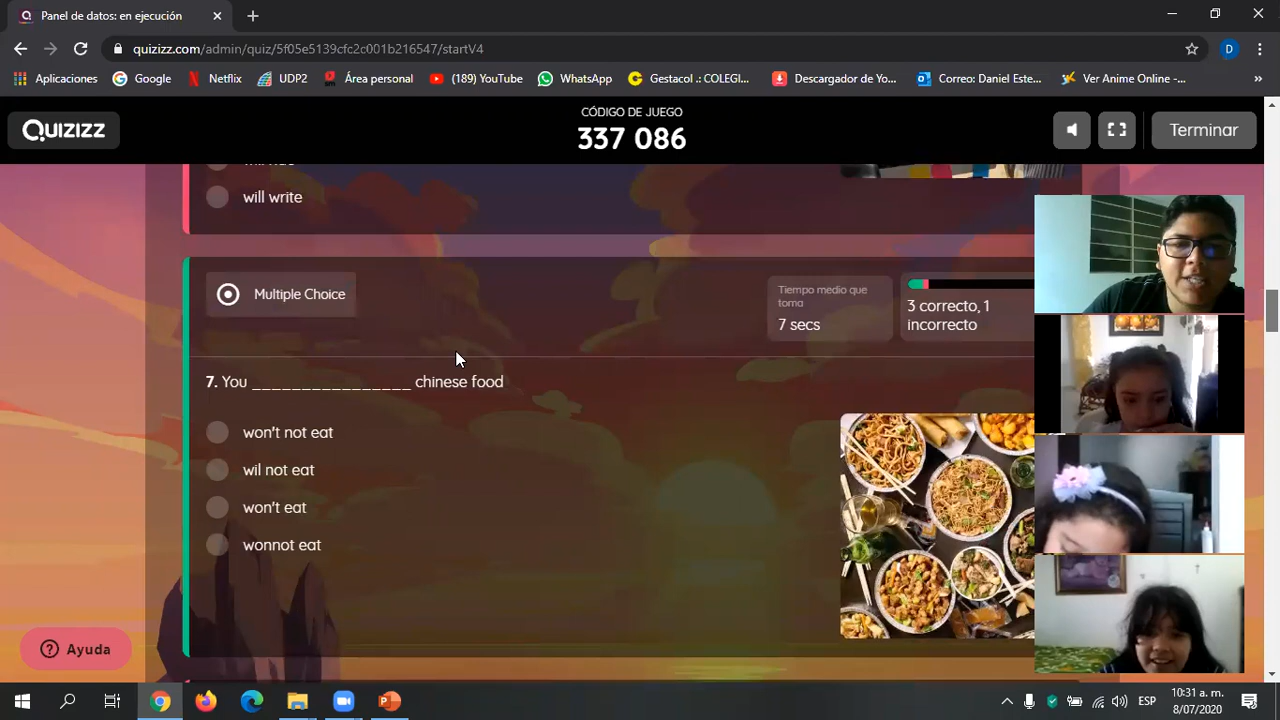 Panel de datos: en ejecución
quizizz.com/admin/quiz/5f05e5139cfc2c001b216547/startV4
D
Aplicaciones Google Netflix UDP2 Área personal (189) YouTube WhatsApp Gestacol .: COLEGI... Descargador de Yo... Correo: Daniel Este... Ver Anime Online -... »
Quizizz
CÓDIGO DE JUEGO
337 086
Terminar
will write
Multiple Choice
Tiempo medio que toma
7 secs
3 correcto, 1
incorrecto
7. You ________________ chinese food
won't not eat
wil not eat
won't eat
wonnot eat
Ayuda
ESP
10:31 a. m.
8/07/2020